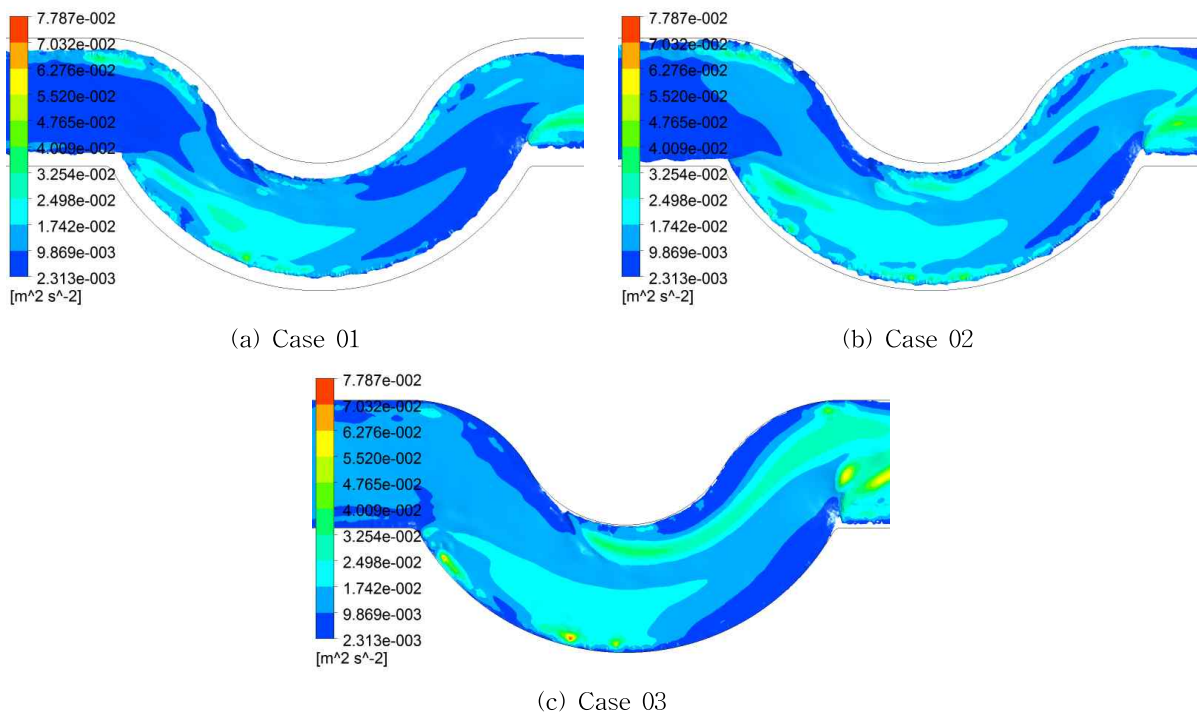 7.787e-002
7.032e-002
6.276e-002
5.520e-002
4.765e-002
4.009e-002
3.254e-002
2.498e-002
1.742e-002
9.869e-003
2.313e-003
[m^2 s^-2]
(a) Case 01
7.787e-002
7.032e-002
6.276e-002
5.520e-002
4.765e-002
4.009e-002
3.254e-002
2.498e-002
1.742e-002
9.869e-003
2.313e-003
[m^2 s^-2]
(b) Case 02
7.787e-002
7.032e-002
6.276e-002
5.520e-002
4.765e-002
4.009e-002
3.254e-002
2.498e-002
1.742e-002
9.869e-003
2.313e-003
[m^2 s^-2]
(c) Case 03